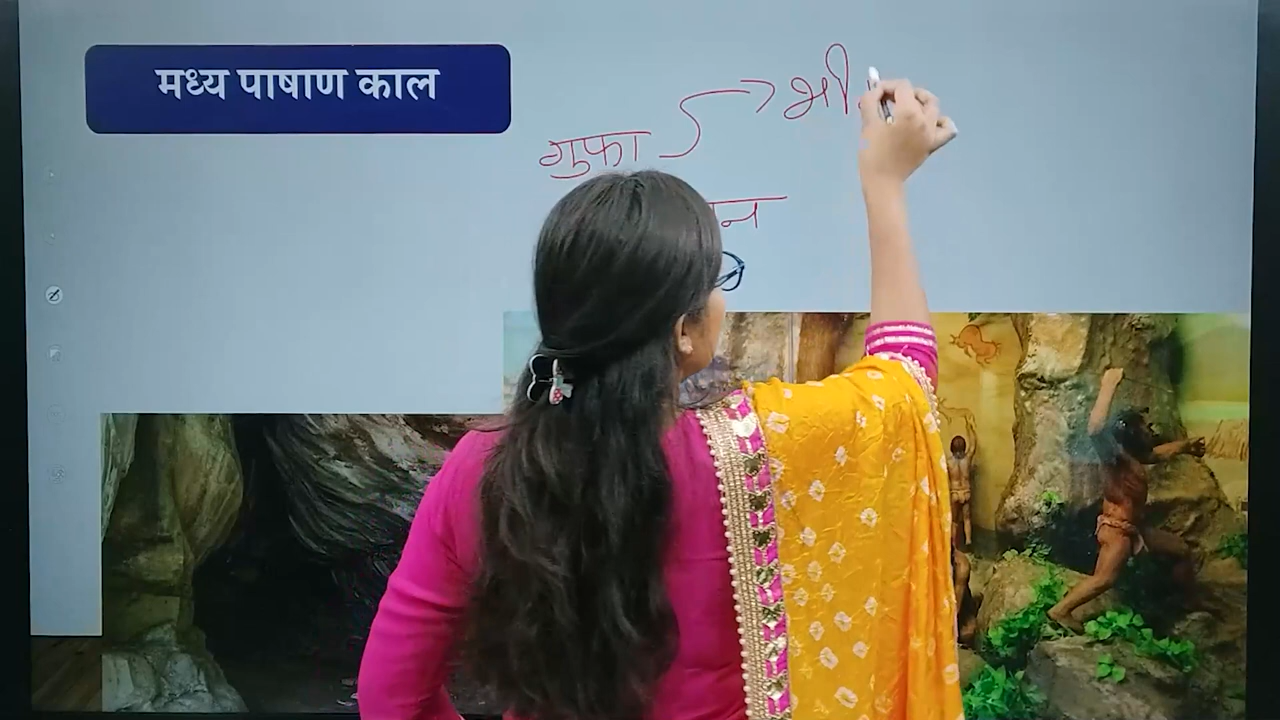 मध्य पाषाण काल
गुफा → भी